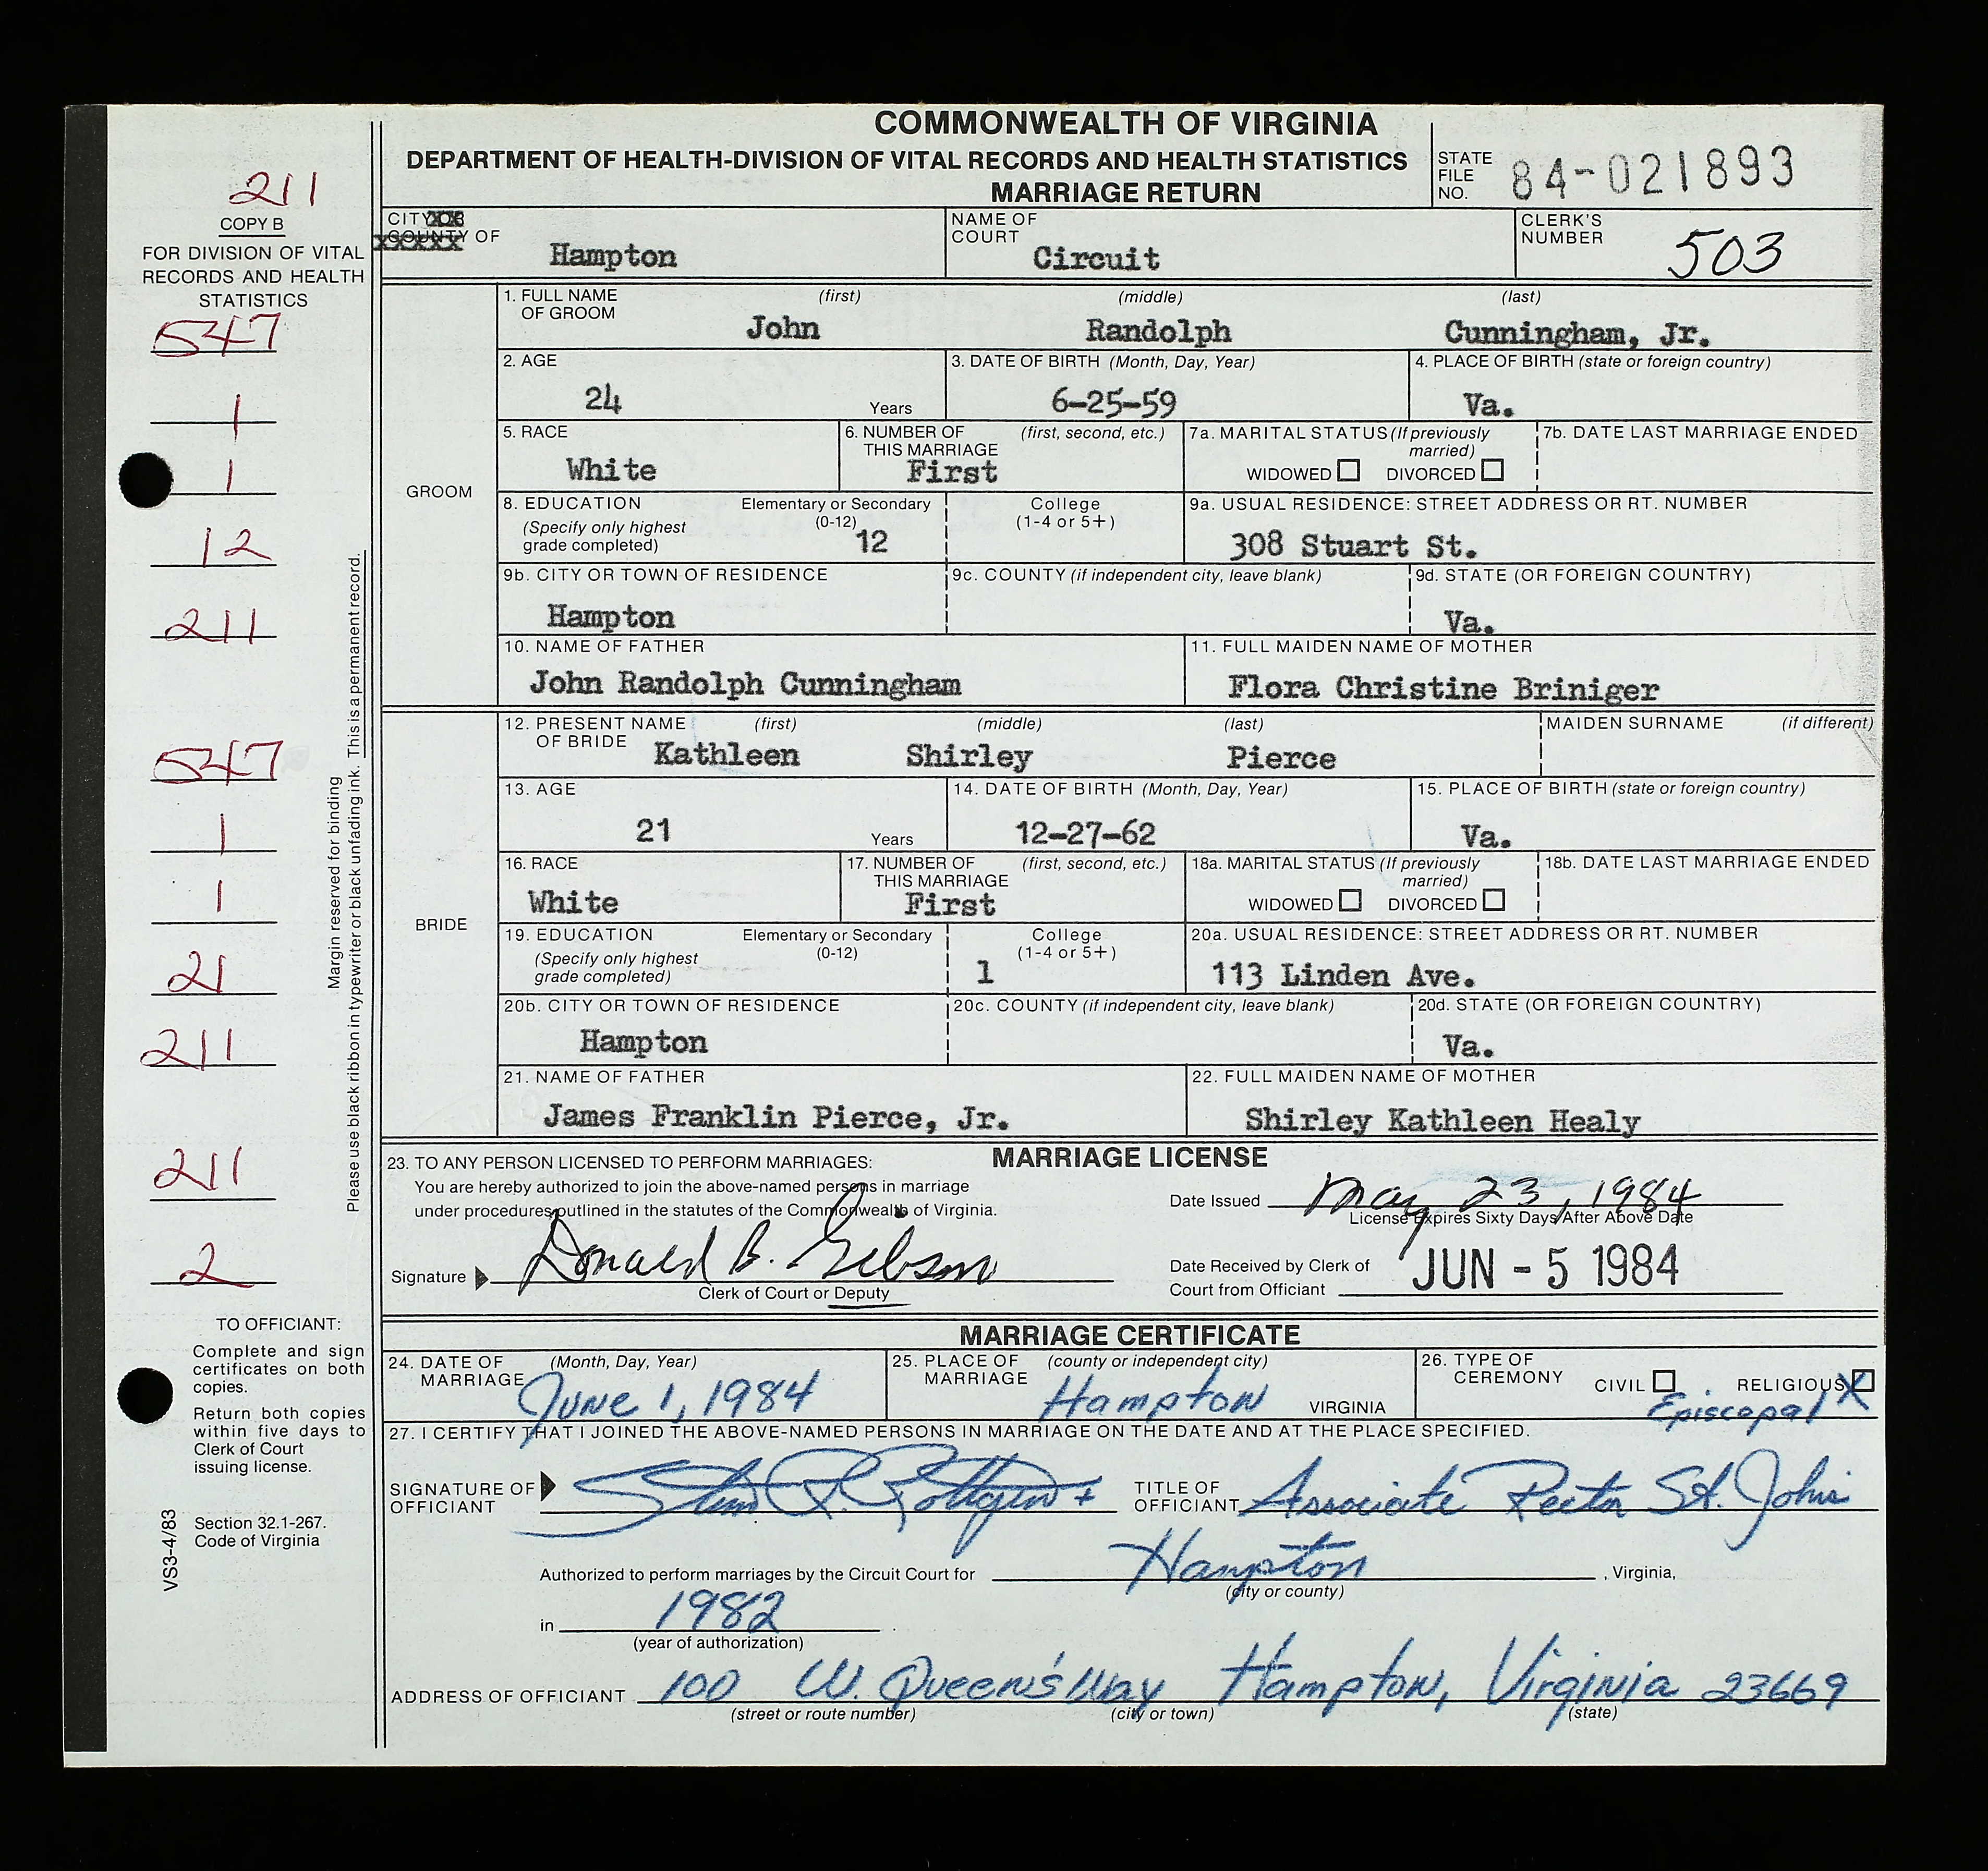 COMMONWEALTH OF VIRGINIA
DEPARTMENT OF HEALTH-DIVISION OF VITAL RECORDS AND HEALTH STATISTICS
MARRIAGE RETURN
STATE FILE NO. 84-021893
211
COPY B
FOR DIVISION OF VITAL
RECORDS AND HEALTH
STATISTICS
547
1
1
12
211
547
1
1
21
211
211
2
Margin reserved for binding
Please use black ribbon in typewriter or black unfading ink. This is a permanent record.
TO OFFICIANT:
Complete and sign
certificates on both
copies.
Return both copies
within five days to
Clerk of Court
issuing license.
Section 32.1-267.
Code of Virginia
VS3-4/83
CITY OR
COUNTY OF Hampton
NAME OF COURT Circuit
CLERK'S NUMBER 503
GROOM
1. FULL NAME OF GROOM (first) (middle) (last)
John Randolph Cunningham, Jr.
2. AGE 24 Years
3. DATE OF BIRTH (Month, Day, Year) 6-25-59
4. PLACE OF BIRTH (state or foreign country) Va.
5. RACE White
6. NUMBER OF THIS MARRIAGE (first, second, etc.) First
7a. MARITAL STATUS (If previously married) WIDOWED DIVORCED
7b. DATE LAST MARRIAGE ENDED
8. EDUCATION (Specify only highest grade completed) Elementary or Secondary (0-12) 12 College (1-4 or 5+)
9a. USUAL RESIDENCE: STREET ADDRESS OR RT. NUMBER 308 Stuart St.
9b. CITY OR TOWN OF RESIDENCE Hampton
9c. COUNTY (if independent city, leave blank)
9d. STATE (OR FOREIGN COUNTRY) Va.
10. NAME OF FATHER John Randolph Cunningham
11. FULL MAIDEN NAME OF MOTHER Flora Christine Briniger
BRIDE
12. PRESENT NAME OF BRIDE (first) (middle) (last) MAIDEN SURNAME (if different)
Kathleen Shirley Pierce
13. AGE 21 Years
14. DATE OF BIRTH (Month, Day, Year) 12-27-62
15. PLACE OF BIRTH (state or foreign country) Va.
16. RACE White
17. NUMBER OF THIS MARRIAGE (first, second, etc.) First
18a. MARITAL STATUS (If previously married) WIDOWED DIVORCED
18b. DATE LAST MARRIAGE ENDED
19. EDUCATION (Specify only highest grade completed) Elementary or Secondary (0-12) College (1-4 or 5+) 1
20a. USUAL RESIDENCE: STREET ADDRESS OR RT. NUMBER 113 Linden Ave.
20b. CITY OR TOWN OF RESIDENCE Hampton
20c. COUNTY (if independent city, leave blank)
20d. STATE (OR FOREIGN COUNTRY) Va.
21. NAME OF FATHER James Franklin Pierce, Jr.
22. FULL MAIDEN NAME OF MOTHER Shirley Kathleen Healy
MARRIAGE LICENSE
23. TO ANY PERSON LICENSED TO PERFORM MARRIAGES:
You are hereby authorized to join the above-named persons in marriage
under procedures outlined in the statutes of the Commonwealth of Virginia.
Date Issued May 23, 1984
License Expires Sixty Days After Above Date
Signature Donald B. Gibson
Clerk of Court or Deputy
Date Received by Clerk of
Court from Officiant JUN - 5 1984
MARRIAGE CERTIFICATE
24. DATE OF MARRIAGE (Month, Day, Year) June 1, 1984
25. PLACE OF MARRIAGE (county or independent city) Hampton VIRGINIA
26. TYPE OF CEREMONY CIVIL RELIGIOUS X
Episcopal
27. I CERTIFY THAT I JOINED THE ABOVE-NAMED PERSONS IN MARRIAGE ON THE DATE AND AT THE PLACE SPECIFIED.
SIGNATURE OF OFFICIANT
TITLE OF OFFICIANT Associate Rector St. Johns
Authorized to perform marriages by the Circuit Court for Hampton, Virginia,
(city or county)
in 1982.
(year of authorization)
ADDRESS OF OFFICIANT 100 W. Queen's Way Hampton, Virginia 23669
(street or route number) (city or town) (state)